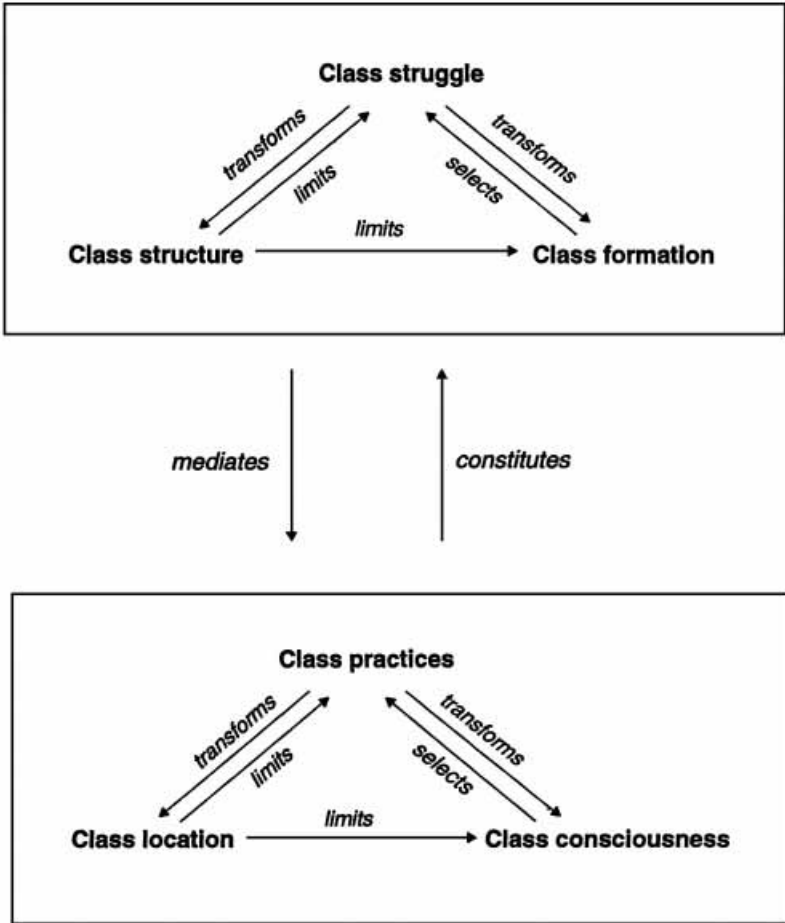 Class struggle
transforms
limits
transforms
selects
limits
Class structure
Class formation
mediates
constitutes
Class practices
transforms
limits
transforms
selects
limits
Class location
Class consciousness